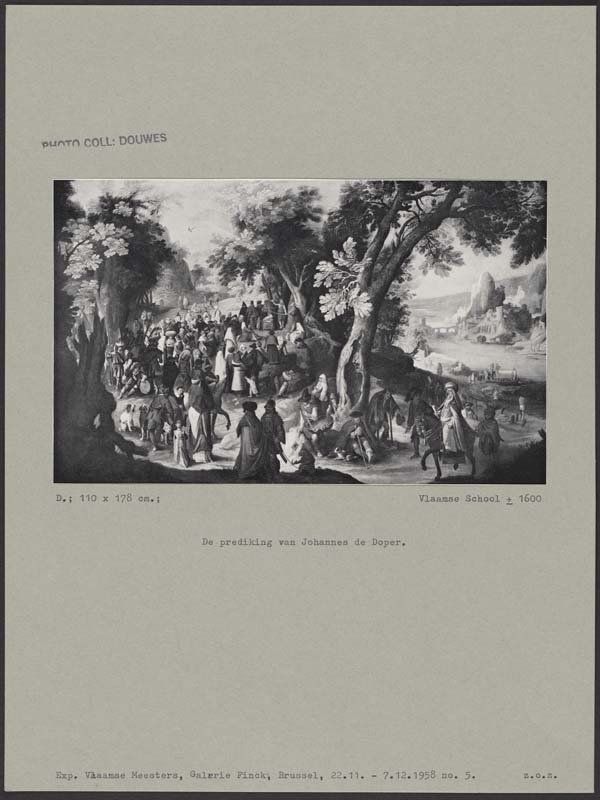 PHOTO COLL: DOUWES
D.; 110 x 178 cm.;
Vlaamse School ± 1600
De prediking van Johannes de Doper.
Exp. Vlaamse Meesters, Galerie Finck, Brussel, 22.11. - 7.12.1958 no. 5.
z.o.z.